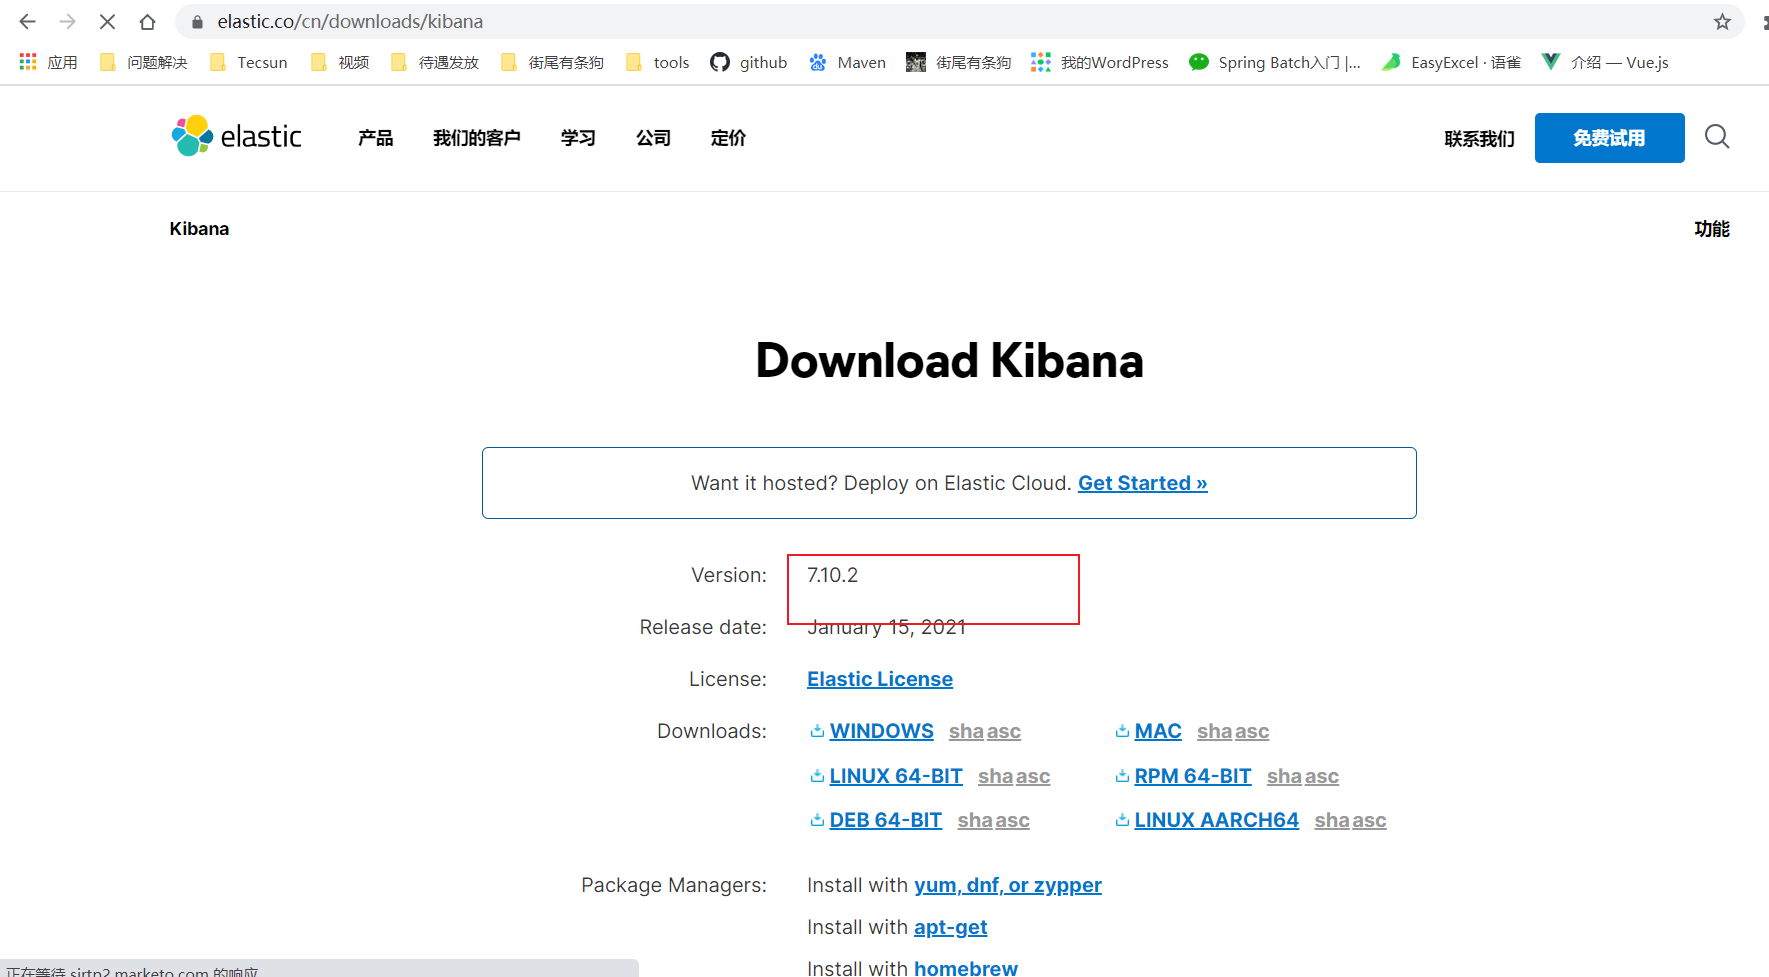 elastic.co/cn/downloads/kibana
应用 问题解决 Tecsun 视频 待遇发放 街尾有条狗 tools github Maven 街尾有条狗 我的WordPress Spring Batch入门 |... EasyExcel · 语雀 介绍 — Vue.js
elastic 产品 我们的客户 学习 公司 定价 联系我们 免费试用
Kibana 功能
Download Kibana
Want it hosted? Deploy on Elastic Cloud. Get Started »
Version: 7.10.2
Release date: January 15, 2021
License: Elastic License
Downloads: WINDOWS sha asc MAC sha asc
LINUX 64-BIT sha asc RPM 64-BIT sha asc
DEB 64-BIT sha asc LINUX AARCH64 sha asc
Package Managers: Install with yum, dnf, or zypper
Install with apt-get
Install with homebrew
正在等待 sjrtp2.marketo.com 的响应